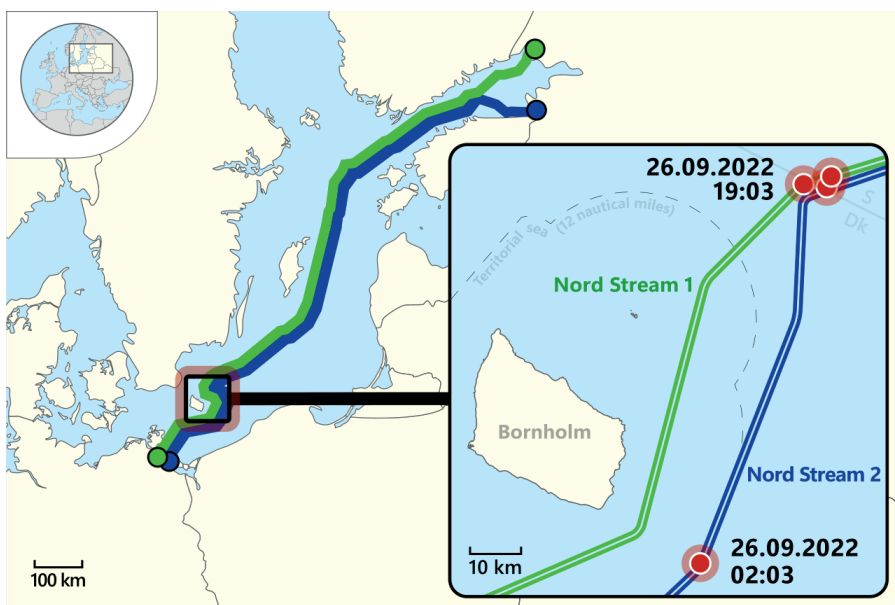 26.09.2022
19:03
S
Dk
Territorial sea (12 nautical miles)
Nord Stream 1
Bornholm
Nord Stream 2
26.09.2022
02:03
10 km
100 km